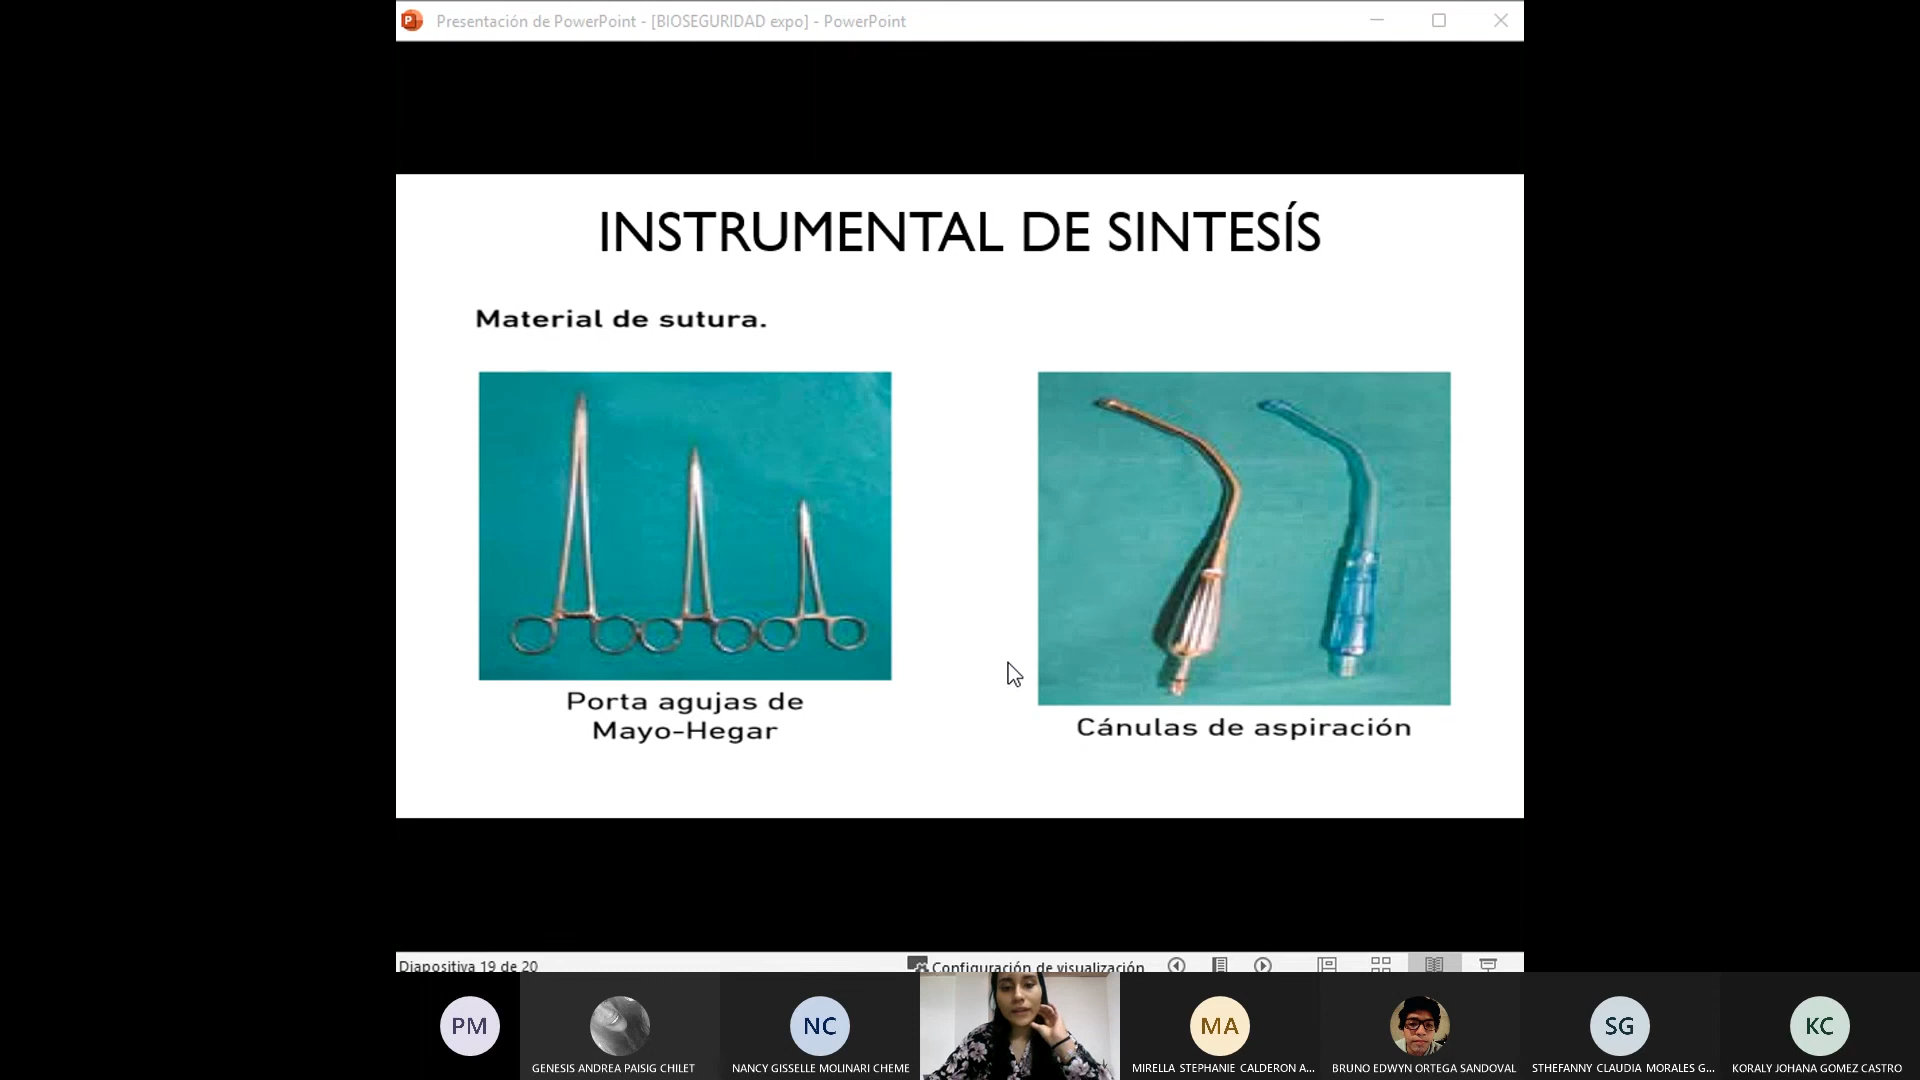 Presentación de PowerPoint - [BIOSEGURIDAD expo] - PowerPoint
INSTRUMENTAL DE SINTESÍS
Material de sutura.
Porta agujas de
Mayo-Hegar
Cánulas de aspiración
Diapositiva 19 de 20
Configuración de visualización
PM
NC
MA
SG
KC
GENESIS ANDREA PAISIG CHILET
NANCY GISSELLE MOLINARI CHEME
MIRELLA STEPHANIE CALDERON A...
BRUNO EDWYN ORTEGA SANDOVAL
STHEFANNY CLAUDIA MORALES G...
KORALY JOHANA GOMEZ CASTRO